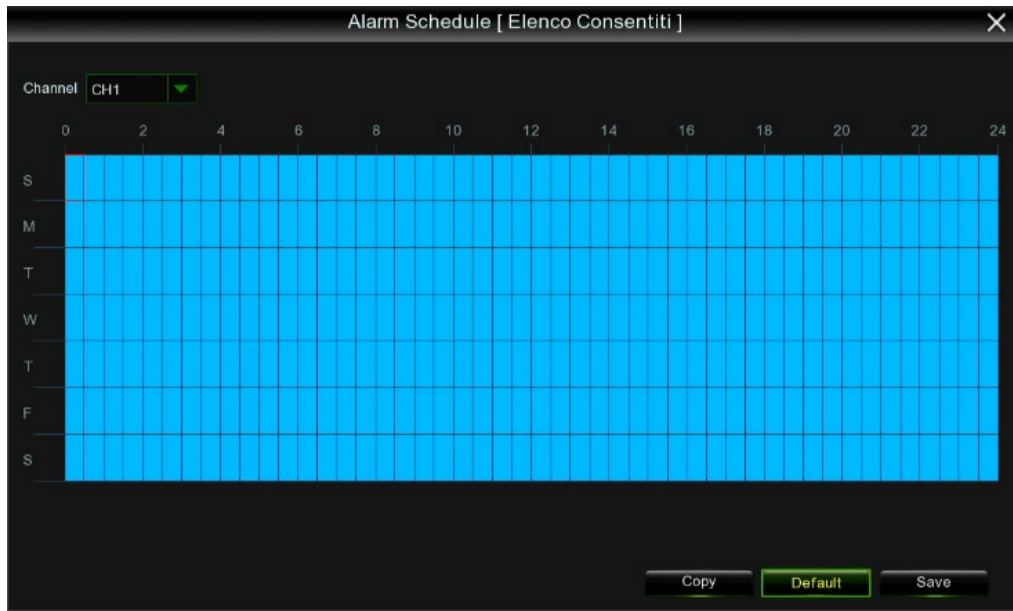 Alarm Schedule [ Elenco Consentiti ]
Channel CH1
0 2 4 6 8 10 12 14 16 18 20 22 24
S
M
T
W
T
F
S
Copy Default Save